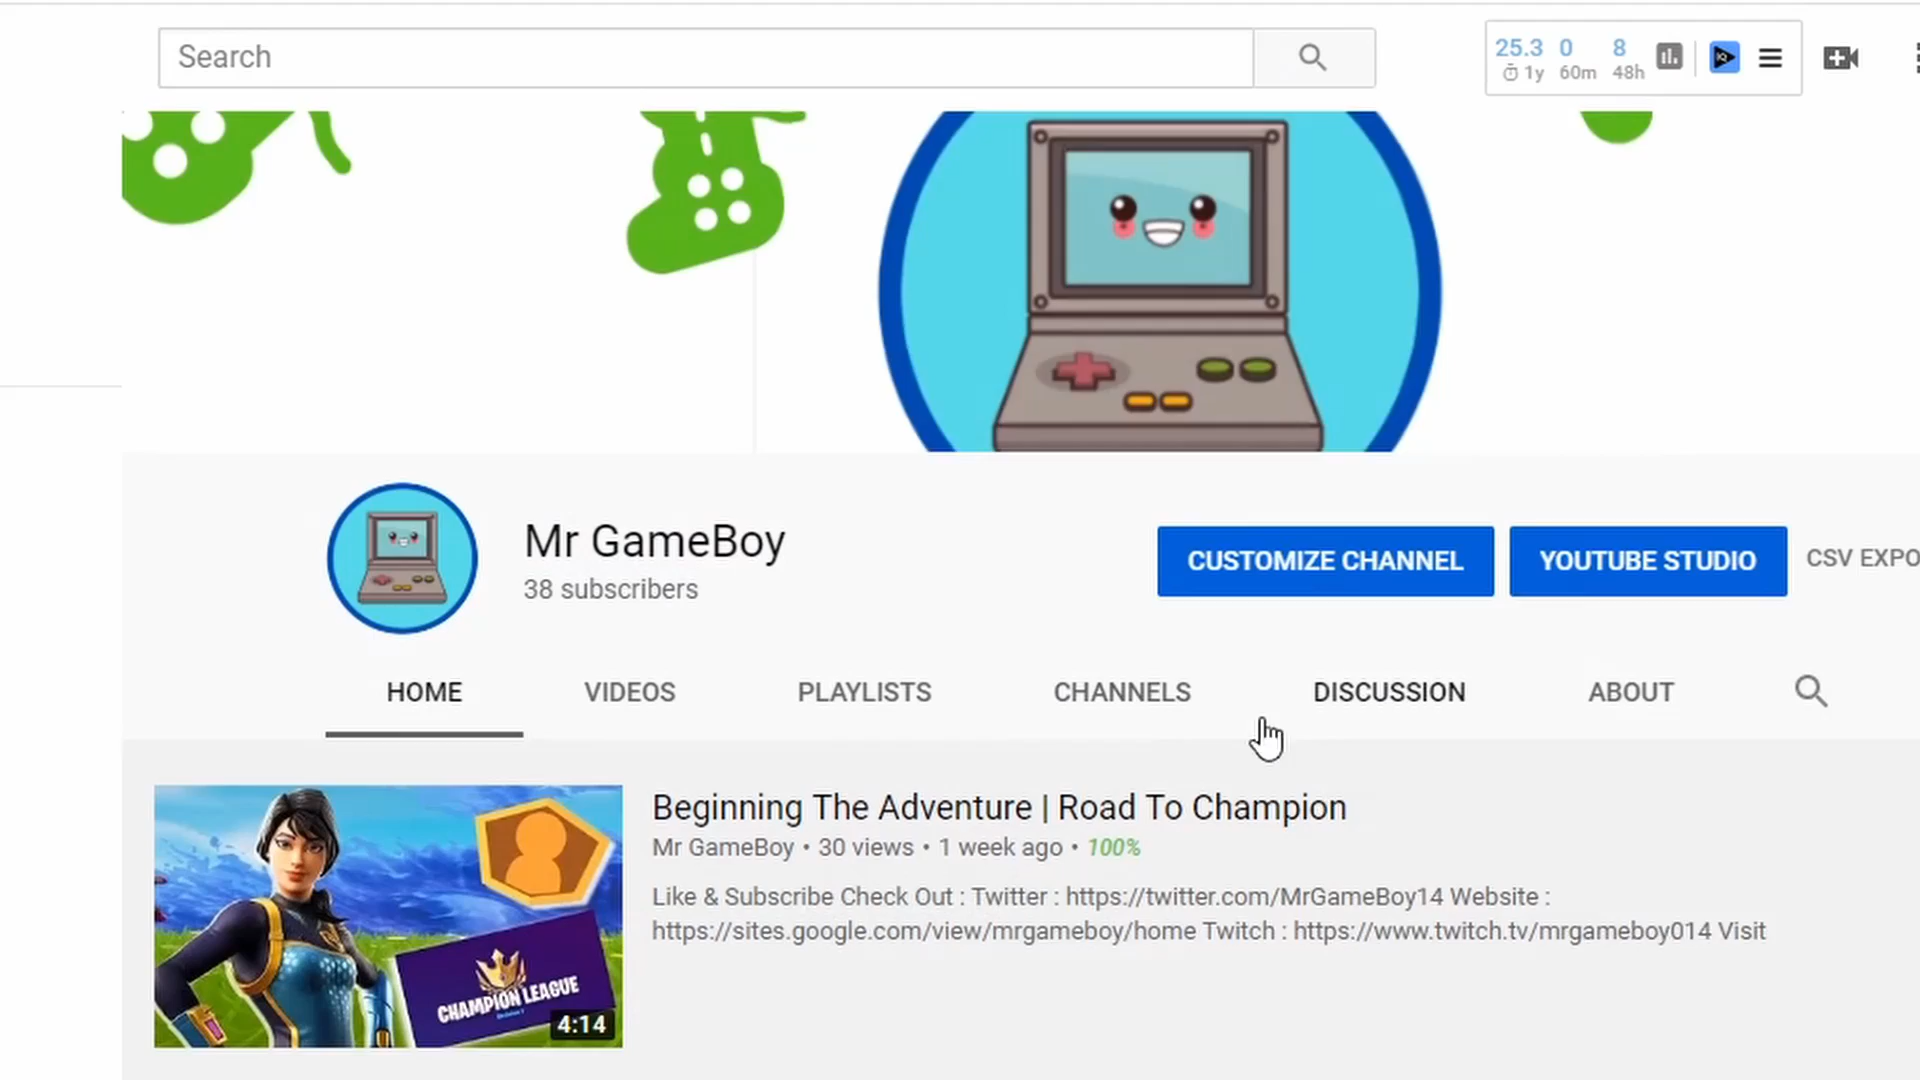 Search
25.3 0 8
1y 60m 48h
Mr GameBoy
38 subscribers
CUSTOMIZE CHANNEL
YOUTUBE STUDIO
CSV EXPO
HOME
VIDEOS
PLAYLISTS
CHANNELS
DISCUSSION
ABOUT
Beginning The Adventure | Road To Champion
Mr GameBoy • 30 views • 1 week ago • 100%
Like & Subscribe Check Out : Twitter : https://twitter.com/MrGameBoy14 Website :
https://sites.google.com/view/mrgameboy/home Twitch : https://www.twitch.tv/mrgameboy014 Visit
CHAMPION LEAGUE
4:14